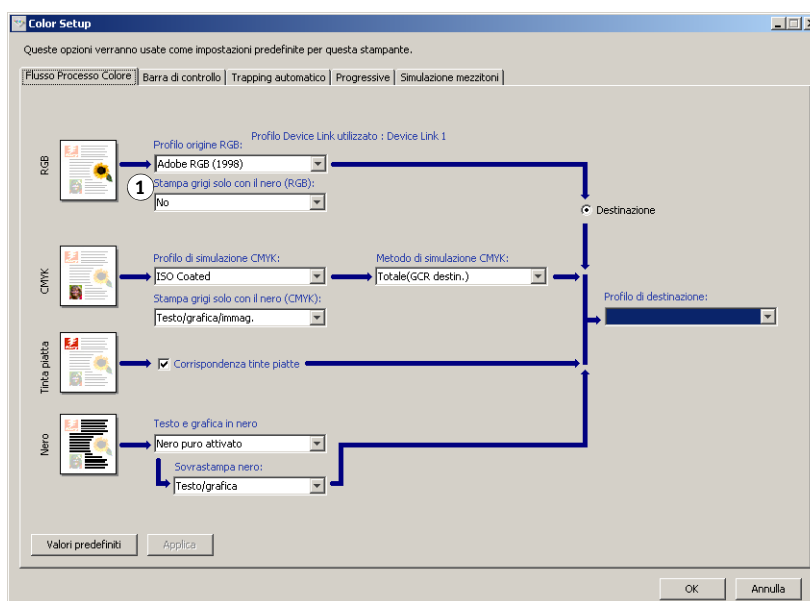 Color Setup
Queste opzioni verranno usate come impostazioni predefinite per questa stampante.
Flusso Processo Colore
Barra di controllo
Trapping automatico
Progressive
Simulazione mezzitoni
Profilo Device Link utilizzato : Device Link 1
RGB
Profilo origine RGB:
Adobe RGB (1998)
1
Stampa grigi solo con il nero (RGB):
No
Destinazione
CMYK
Profilo di simulazione CMYK:
ISO Coated
Metodo di simulazione CMYK:
Totale(GCR destin.)
Stampa grigi solo con il nero (CMYK):
Testo/grafica/immag.
Profilo di destinazione:
Tinta piatta
Corrispondenza tinte piatte
Nero
Testo e grafica in nero
Nero puro attivato
Sovrastampa nero:
Testo/grafica
Valori predefiniti
Applica
OK
Annulla